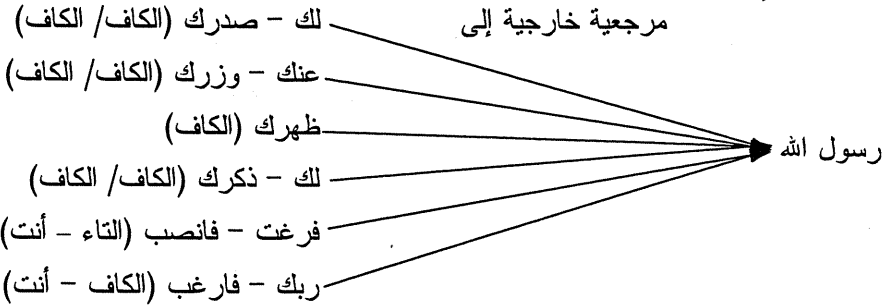 لك – صدرك (الكاف/ الكاف)
مرجعية خارجية إلى
عنك – وزرك (الكاف/ الكاف)
ظهرك (الكاف)
رسول الله
لك – ذكرك (الكاف/ الكاف)
فرغت – فانصب (التاء – أنت)
ربك – فارغب (الكاف – أنت)